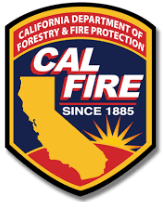 CALIFORNIA DEPARTMENT OF
FORESTRY & FIRE PROTECTION
CAL
FIRE
SINCE 1885